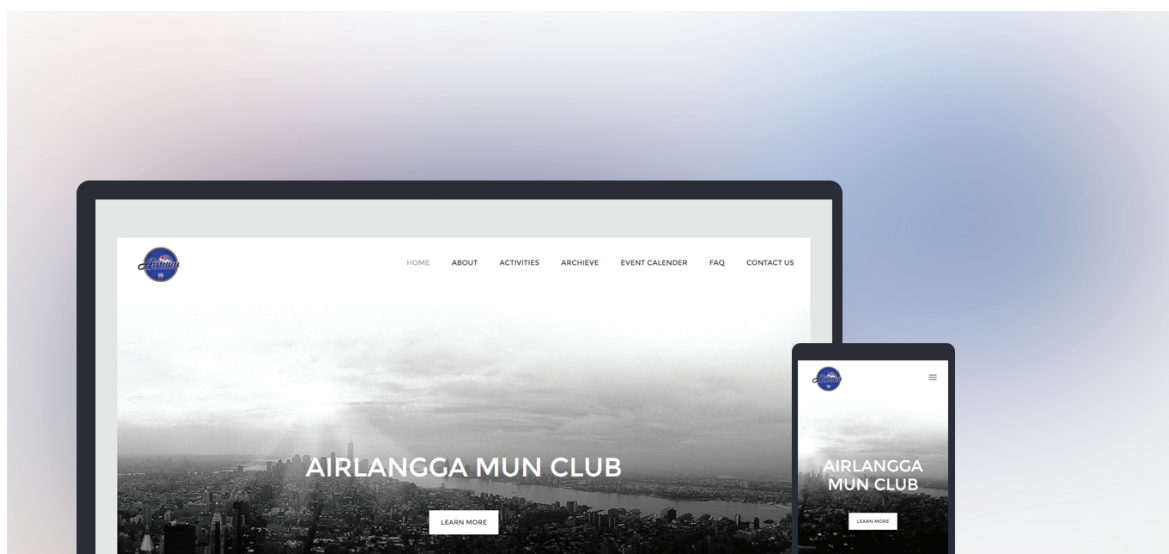 HOME ABOUT ACTIVITIES ARCHIEVE EVENT CALENDER FAQ CONTACT US
AIRLANGGA MUN CLUB
LEARN MORE
AIRLANGGA
MUN CLUB
LEARN MORE